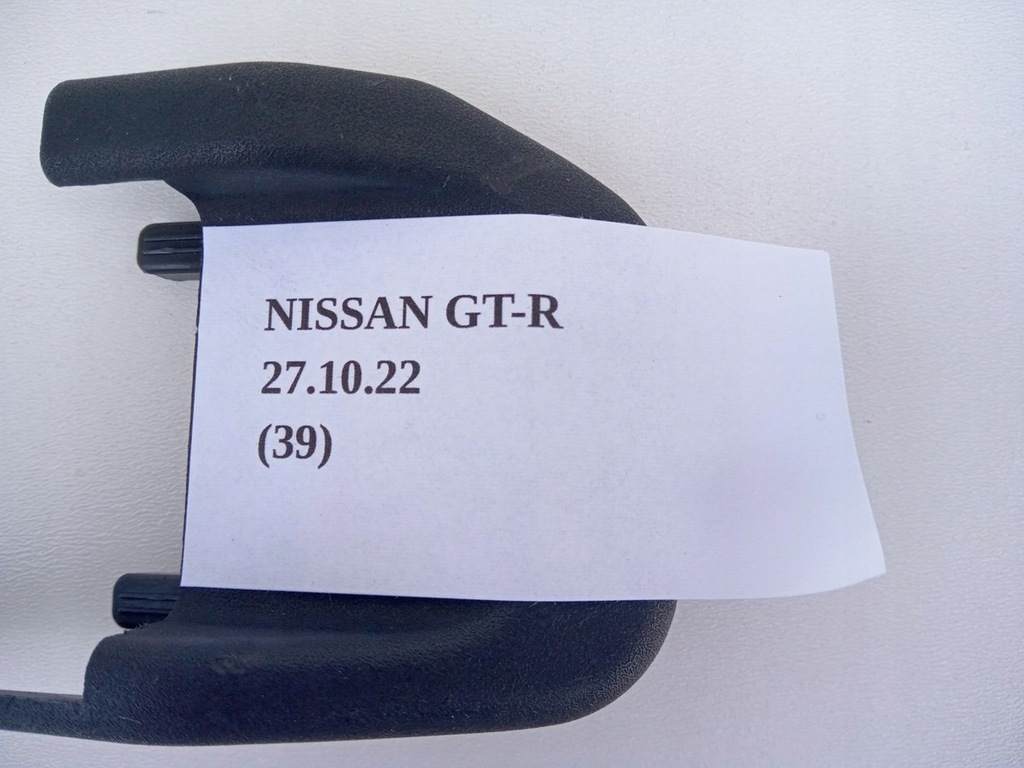 NISSAN GT-R
27.10.22
(39)